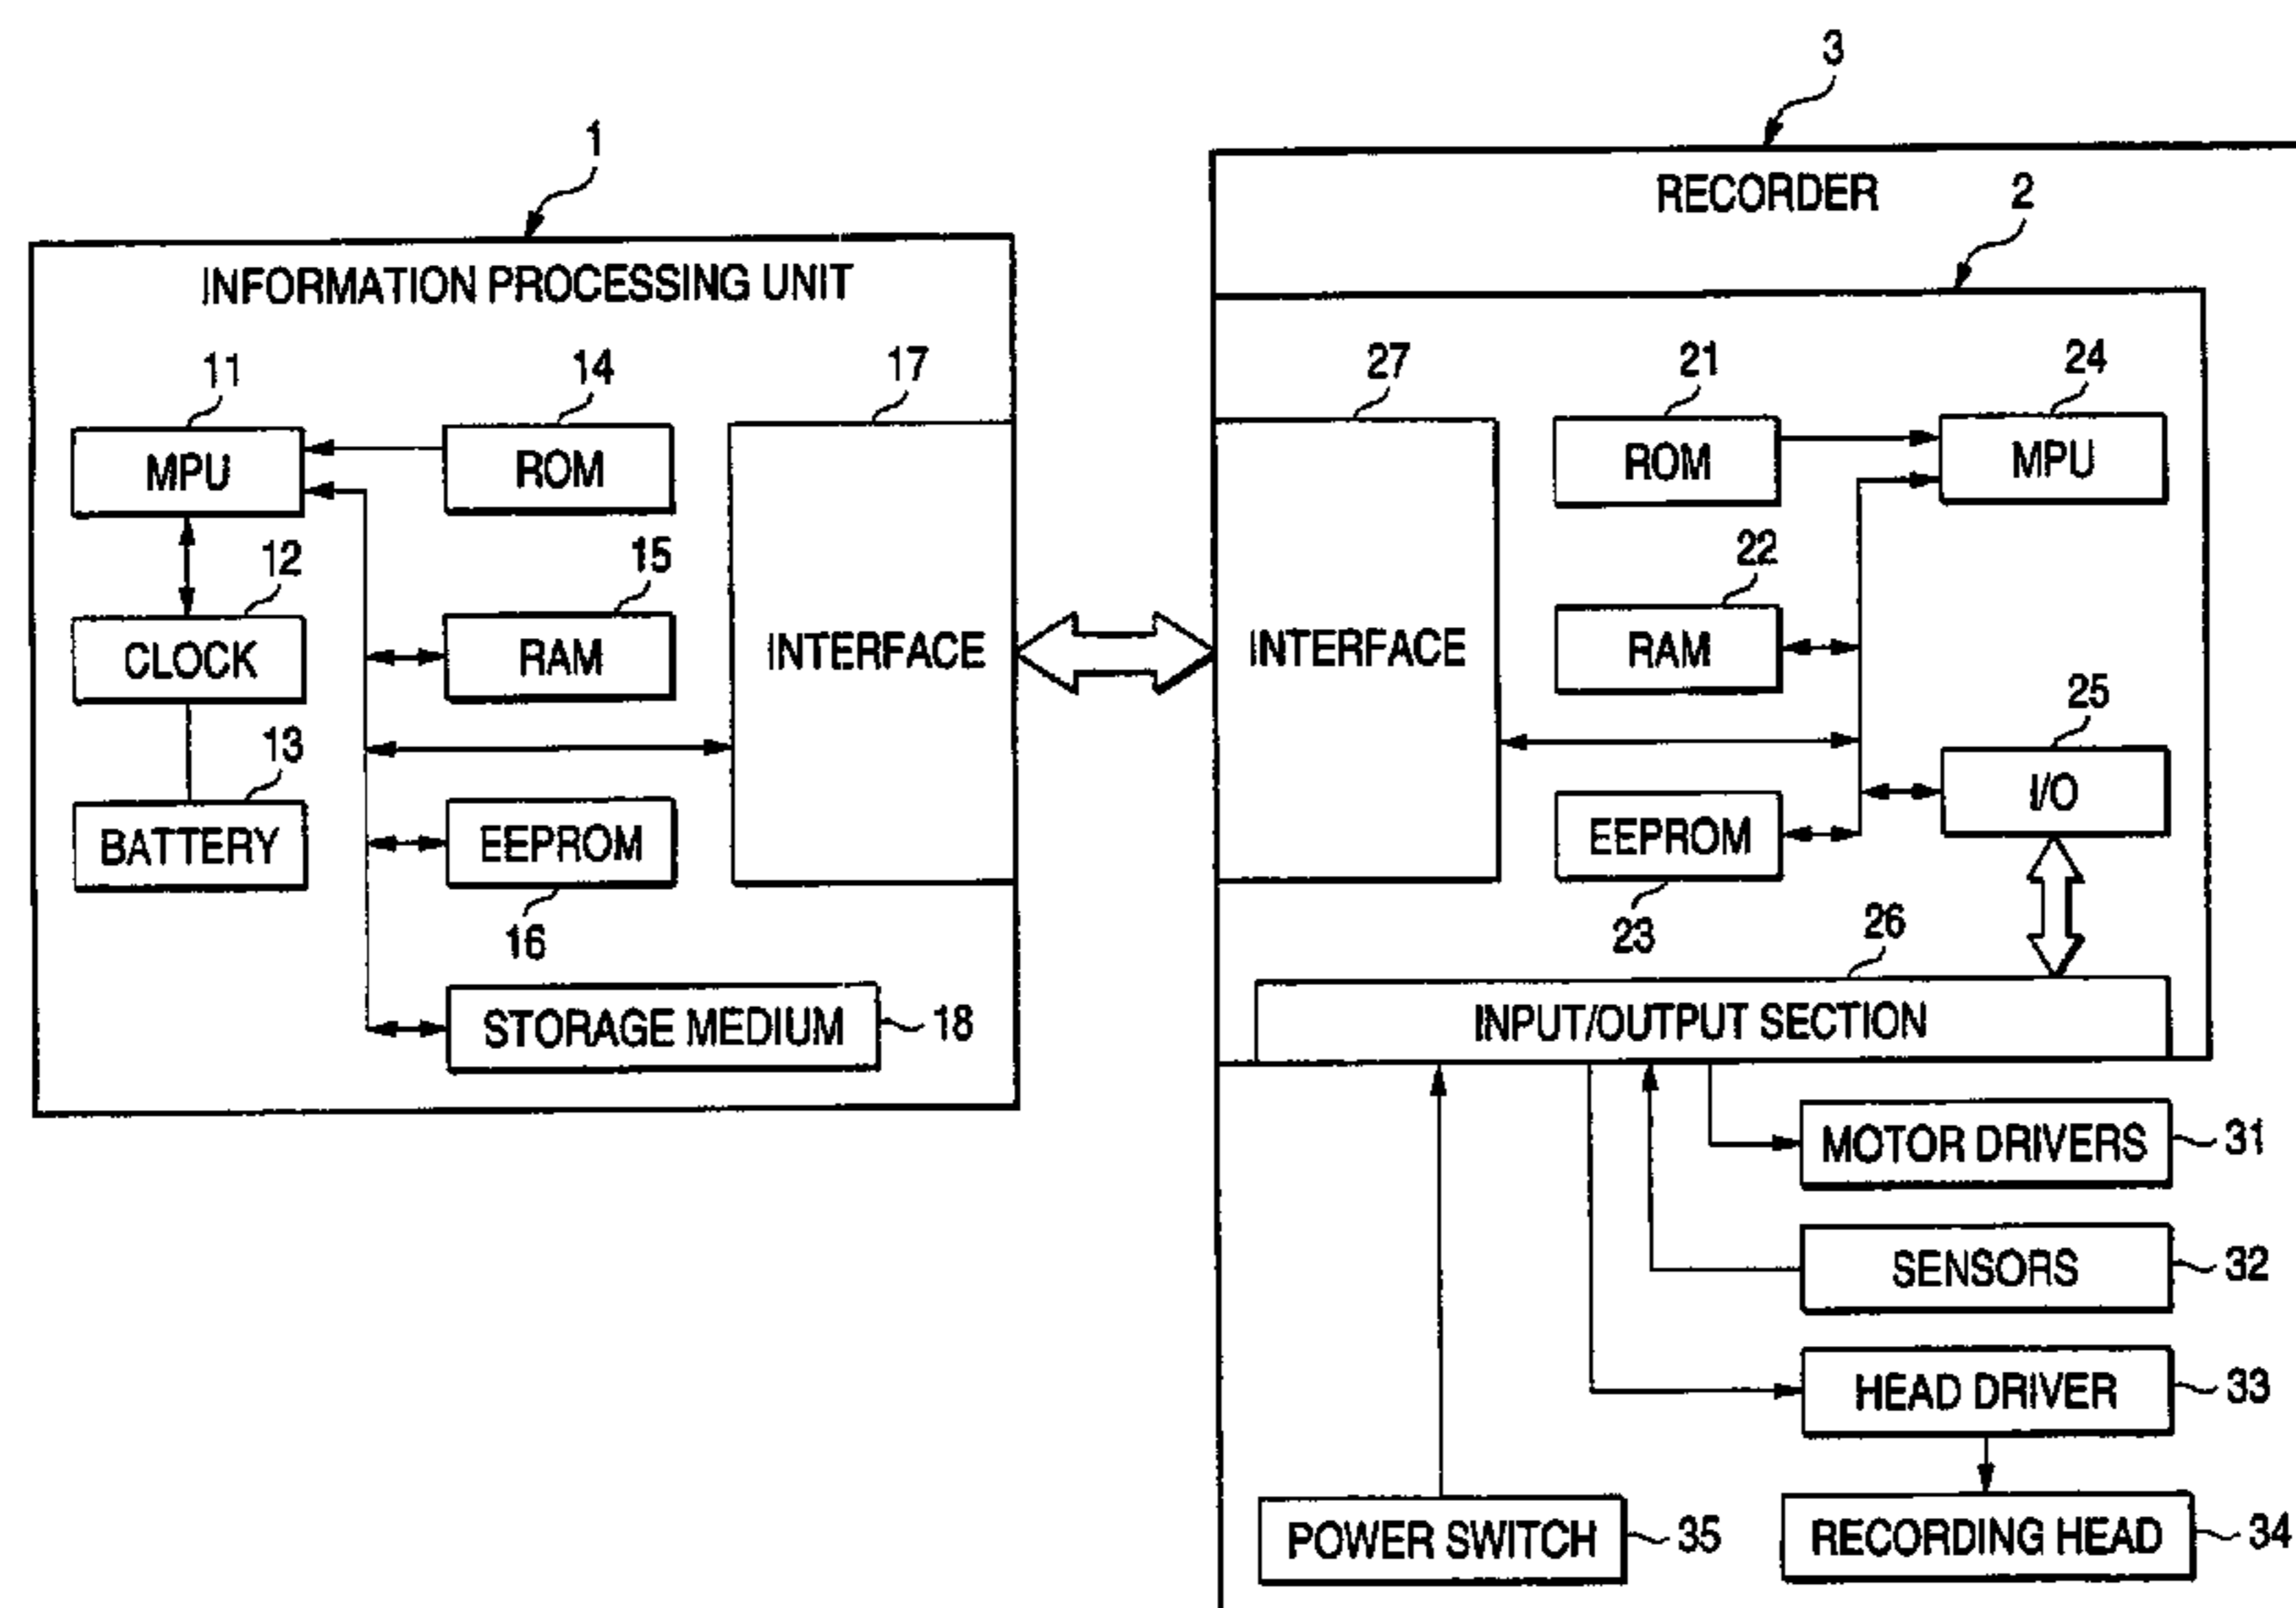 3
RECORDER
2
1
INFORMATION PROCESSING UNIT
11
MPU
14
ROM
17
INTERFACE
12
CLOCK
15
RAM
13
BATTERY
EEPROM
16
STORAGE MEDIUM
18
27
INTERFACE
21
ROM
24
MPU
22
RAM
25
I/O
EEPROM
23
26
INPUT/OUTPUT SECTION
MOTOR DRIVERS
31
SENSORS
32
HEAD DRIVER
33
POWER SWITCH
35
RECORDING HEAD
34